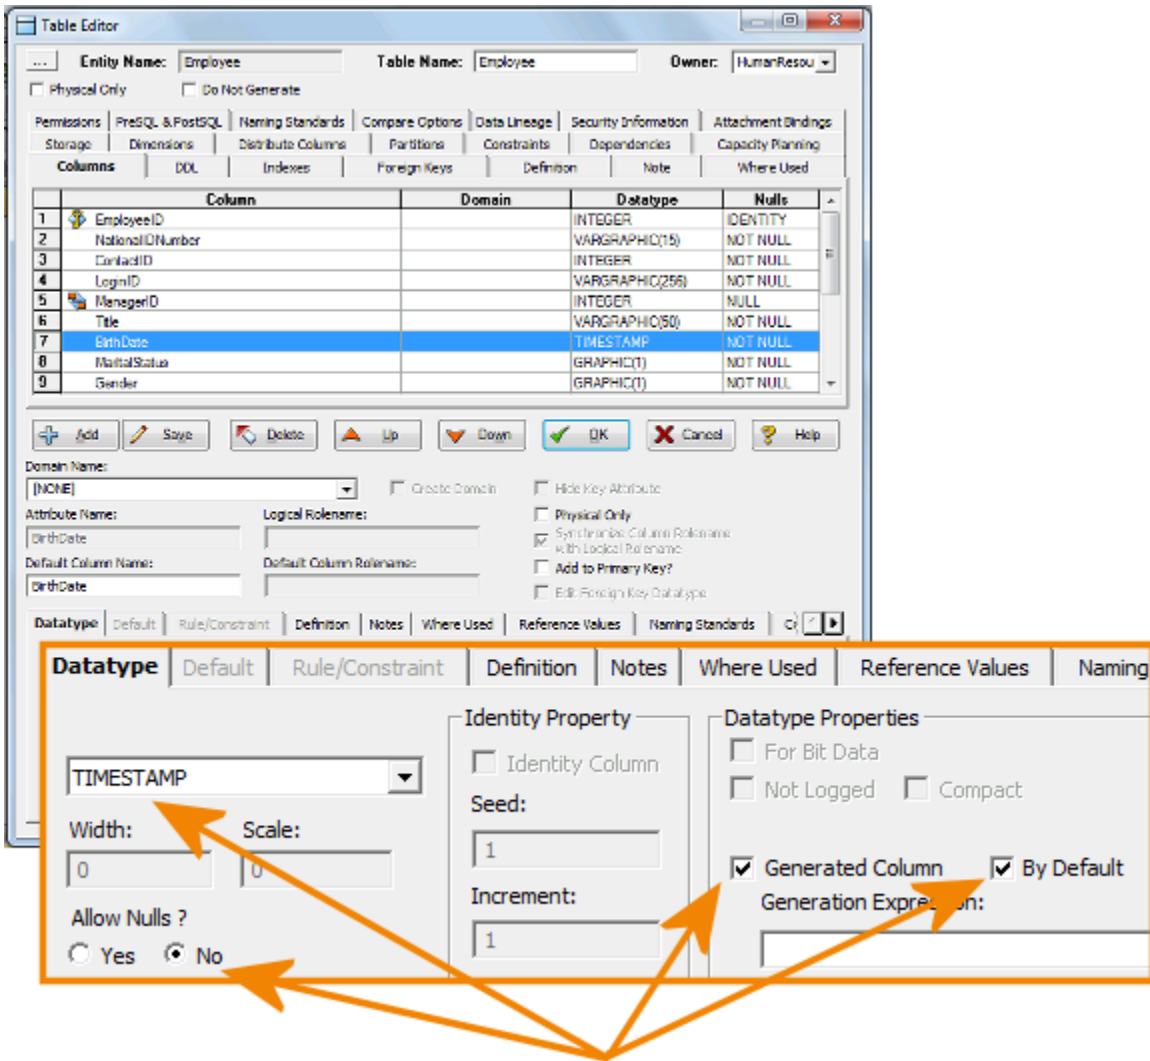 Table Editor
... Entity Name: Employee Table Name: Employee Owner: HumanResou
Physical Only Do Not Generate
Permissions PreSQL & PostSQL Naming Standards Compare Options Data Lineage Security Information Attachment Bindings
Storage Dimensions Distribute Columns Partitions Constraints Dependencies Capacity Planning
Columns DDL Indexes Foreign Keys Definition Note Where Used
Column Domain Datatype Nulls
1 EmployeeID INTEGER IDENTITY
2 NationalIDNumber VARGRAPHIC(15) NOT NULL
3 ContactID INTEGER NOT NULL
4 LoginID VARGRAPHIC(256) NOT NULL
5 ManagerID INTEGER NULL
6 Title VARGRAPHIC(50) NOT NULL
7 BirthDate TIMESTAMP NOT NULL
8 MaritalStatus GRAPHIC(1) NOT NULL
9 Gender GRAPHIC(1) NOT NULL
Add Save Delete Up Down OK Cancel Help
Domain Name:
[NONE] Create Domain Hide Key Attribute
Attribute Name: Logical Rolename: Physical Only
BirthDate Synchronize Column Rolename
with Logical Rolename
Default Column Name: Default Column Rolename: Add to Primary Key?
BirthDate Edit Foreign Key Datatype
Datatype Default Rule/Constraint Definition Notes Where Used Reference Values Naming Standards
Datatype Default Rule/Constraint Definition Notes Where Used Reference Values Naming
Identity Property Datatype Properties
Identity Column For Bit Data
TIMESTAMP Not Logged Compact
Seed:
Width: Scale: 1
0 0 Generated Column By Default
Increment: Generation Expression:
Allow Nulls ? 1
Yes No